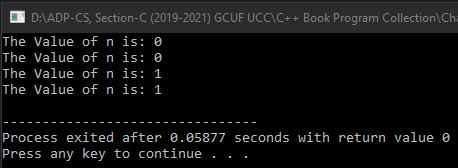 D:\ADP-CS, Section-C (2019-2021) GCUF UCC\C++ Book Program Collection\Cha
The Value of n is: 0
The Value of n is: 0
The Value of n is: 1
The Value of n is: 1
--------------------------------
Process exited after 0.05877 seconds with return value 0
Press any key to continue . . .